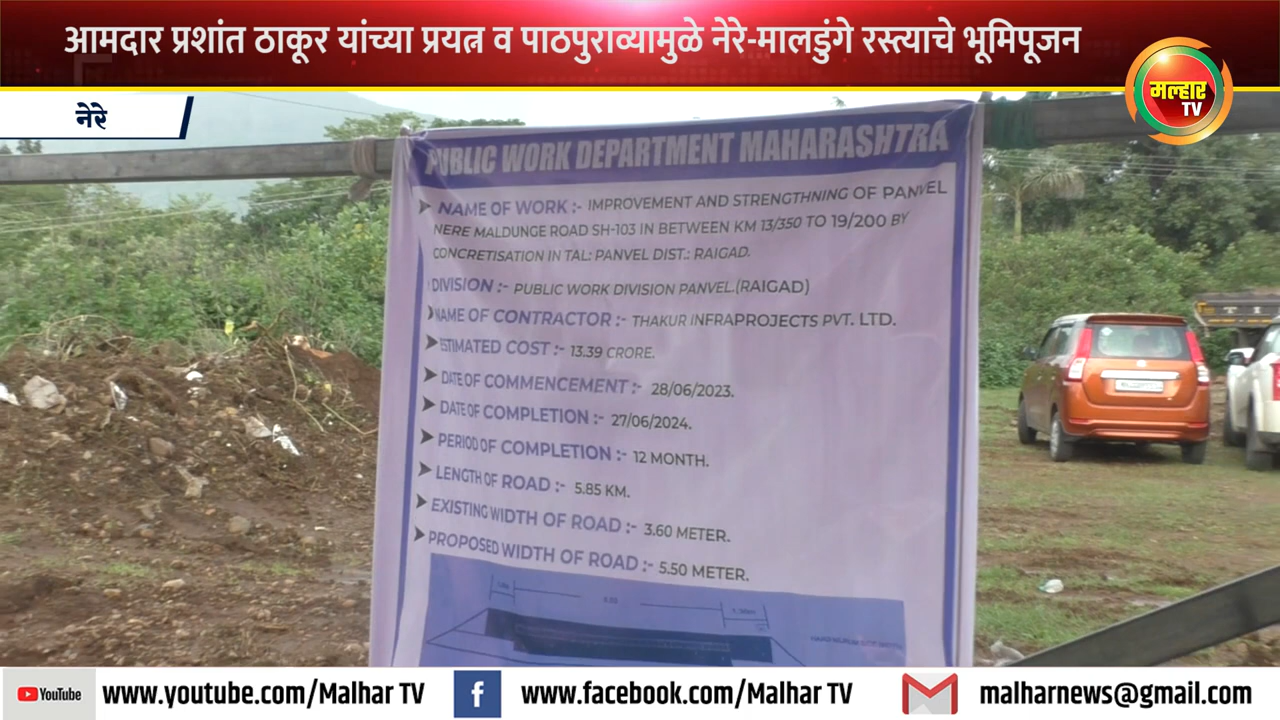 आमदार प्रशांत ठाकूर यांच्या प्रयत्न व पाठपुराव्यामुळे नेरे-मालडुंगे रस्त्याचे भूमिपूजन
मल्हार
TV
नेरे
PUBLIC WORK DEPARTMENT MAHARASHTRA
NAME OF WORK :- IMPROVEMENT AND STRENGTHNING OF PANVEL
NERE MALDUNGE ROAD SH-103 IN BETWEEN KM 13/350 TO 19/200 BY
CONCRETISATION IN TAL: PANVEL DIST.: RAIGAD.
DIVISION :- PUBLIC WORK DIVISION PANVEL.(RAIGAD)
NAME OF CONTRACTOR :- THAKUR INFRAPROJECTS PVT. LTD.
ESTIMATED COST :- 13.39 CRORE.
DATE OF COMMENCEMENT :- 28/06/2023.
DATE OF COMPLETION :- 27/06/2024.
PERIOD OF COMPLETION :- 12 MONTH.
LENGTH OF ROAD :- 5.85 KM.
EXISTING WIDTH OF ROAD :- 3.60 METER.
PROPOSED WIDTH OF ROAD :- 5.50 METER.
YouTube www.youtube.com/Malhar TV www.facebook.com/Malhar TV malharnews@gmail.com